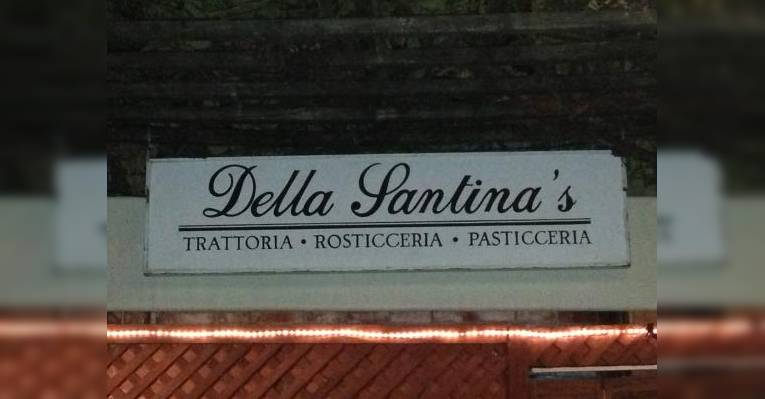 Della Santina's
TRATTORIA • ROSTICCERIA • PASTICCERIA